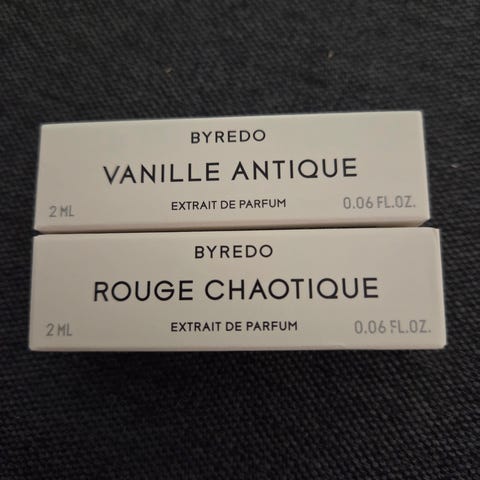 BYREDO
VANILLE ANTIQUE
2 ML EXTRAIT DE PARFUM 0.06 FL.OZ.
BYREDO
ROUGE CHAOTIQUE
2 ML EXTRAIT DE PARFUM 0.06 FL.OZ.